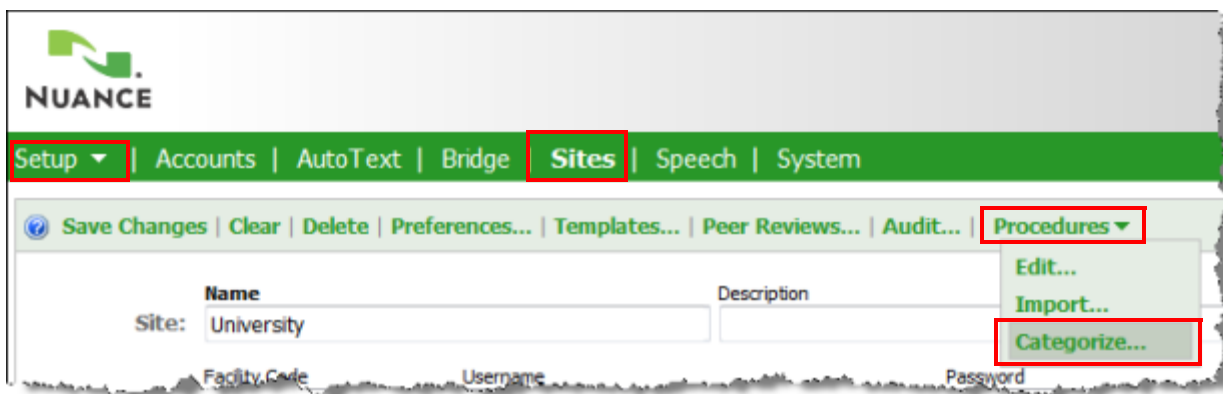 NUANCE
Setup | Accounts | AutoText | Bridge | Sites | Speech | System
Save Changes | Clear | Delete | Preferences... | Templates... | Peer Reviews... | Audit... | Procedures
Edit...
Name Description
Import...
Site: University
Categorize...
Facility Code Username Password